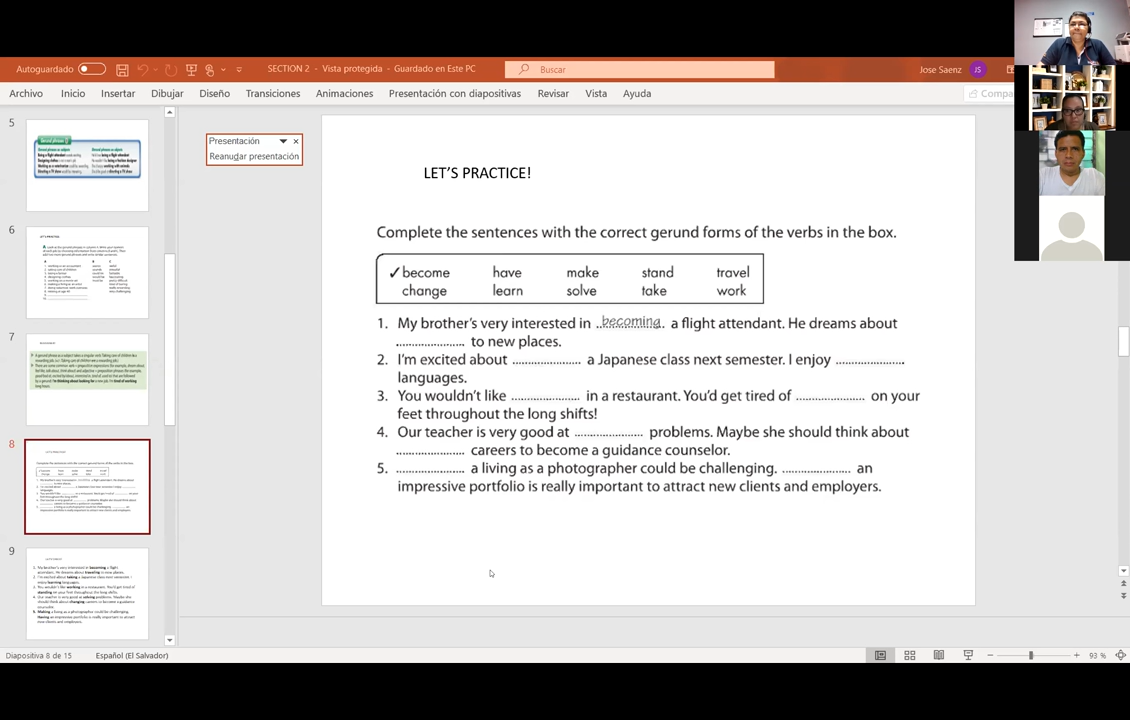 Autoguardado
SECTION 2 - Vista protegida - Guardado en Este PC
Buscar
Jose Saenz JS
Archivo Inicio Insertar Dibujar Diseño Transiciones Animaciones Presentación con diapositivas Revisar Vista Ayuda
Compa
5
6
7
8
9
Presentación
Reanudar presentación
LET'S PRACTICE!
Complete the sentences with the correct gerund forms of the verbs in the box.
✓ become have make stand travel
change learn solve take work
1. My brother's very interested in becoming a flight attendant. He dreams about
.................... to new places.
2. I'm excited about .................... a Japanese class next semester. I enjoy ....................
languages.
3. You wouldn't like .................... in a restaurant. You'd get tired of .................... on your
feet throughout the long shifts!
4. Our teacher is very good at .................... problems. Maybe she should think about
.................... careers to become a guidance counselor.
5. .................... a living as a photographer could be challenging. .................... an
impressive portfolio is really important to attract new clients and employers.
Diapositiva 8 de 15 Español (El Salvador)
93 %